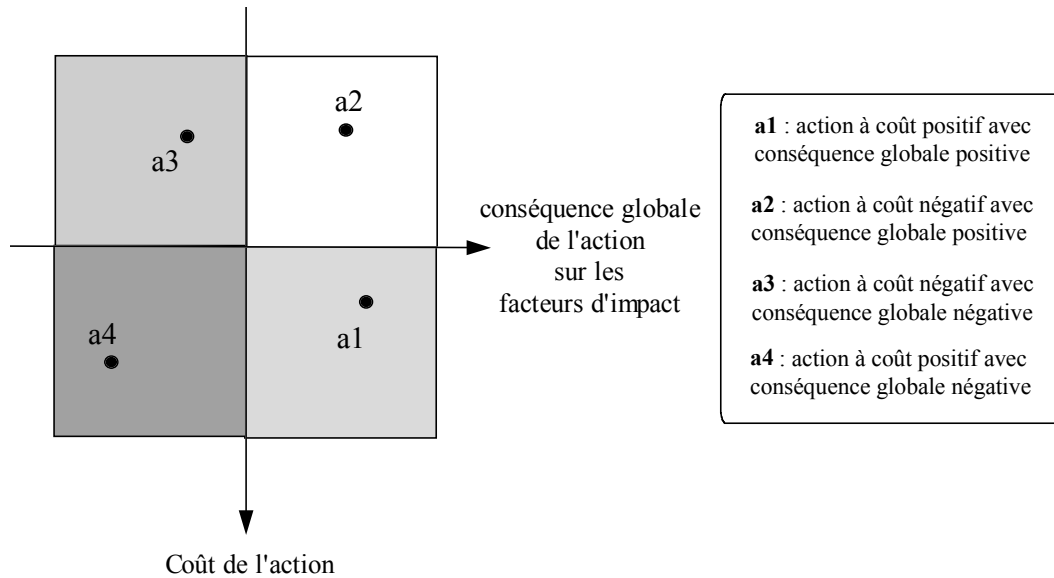 a2
a3
a4
a1
conséquence globale
de l'action
sur les
facteurs d'impact
Coût de l'action
a1 : action à coût positif avec
conséquence globale positive
a2 : action à coût négatif avec
conséquence globale positive
a3 : action à coût négatif avec
conséquence globale négative
a4 : action à coût positif avec
conséquence globale négative